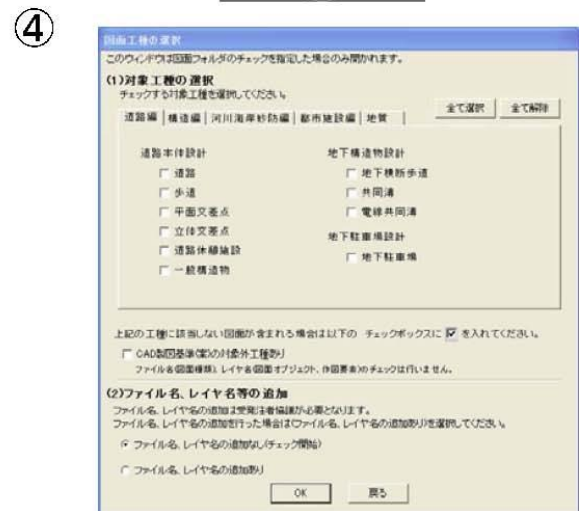 ④
図面工種の選択
このウィンドウは図面フォルダのチェックを指定した場合のみ開かれます。
(1)対象工種の選択
チェックする対象工種を選択してください。
全て選択 全て解除
道路編 構造編 河川海岸砂防編 都市施設編 地質
道路本体設計
道路
歩道
平面交差点
立体交差点
道路休憩施設
一般構造物
地下構造物設計
地下横断歩道
共同溝
電線共同溝
地下駐車場設計
地下駐車場
上記の工種に該当しない図面が含まれる場合は以下の チェックボックスに を入れてください。
CAD製図基準(案)の対象外工種あり
ファイル名(図面種類)、レイヤ名(図面オブジェクト、作図要素)のチェックは行いません。
(2)ファイル名、レイヤ名等の追加
ファイル名、レイヤ名の追加は受発注者協議が必要となります。
ファイル名、レイヤ名の追加を行った場合は(ファイル名、レイヤ名の追加あり)を選択してください。
ファイル名、レイヤ名の追加なし(チェック開始)
ファイル名、レイヤ名の追加あり
OK 戻る